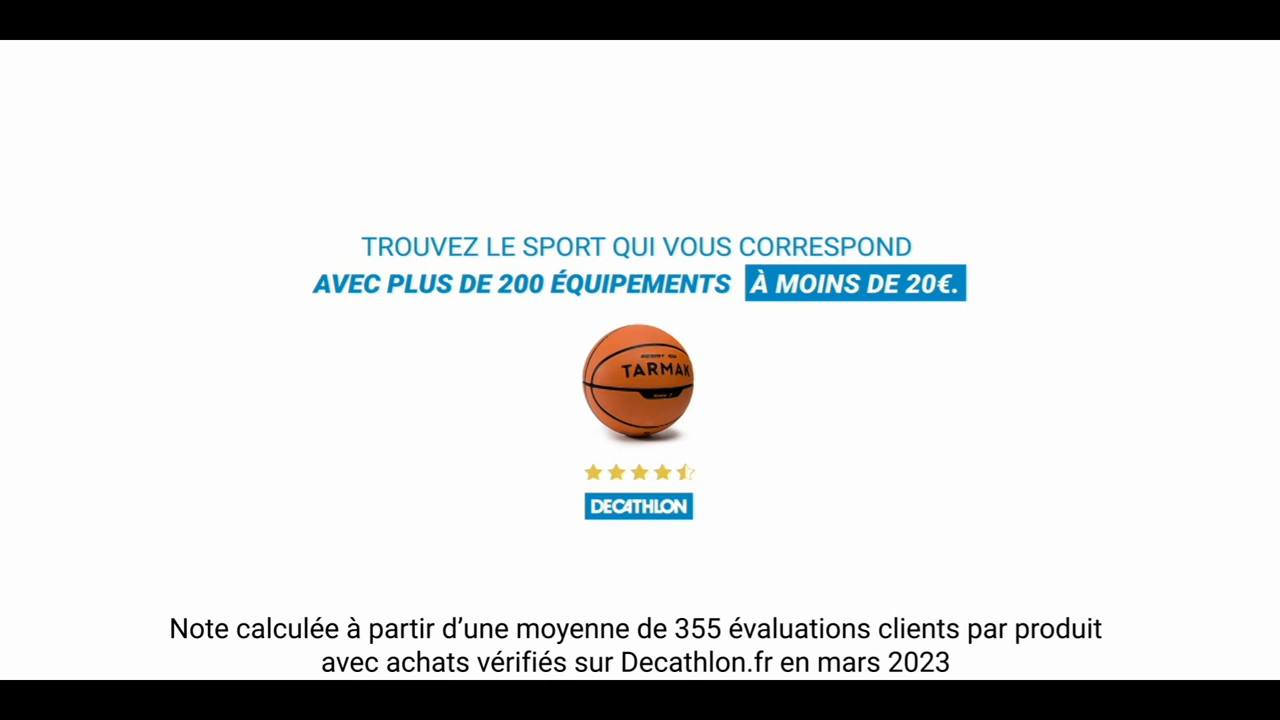 TROUVEZ LE SPORT QUI VOUS CORRESPOND
AVEC PLUS DE 200 ÉQUIPEMENTS À MOINS DE 20€.
TARMAK
DECATHLON
Note calculée à partir d’une moyenne de 355 évaluations clients par produit
avec achats vérifiés sur Decathlon.fr en mars 2023